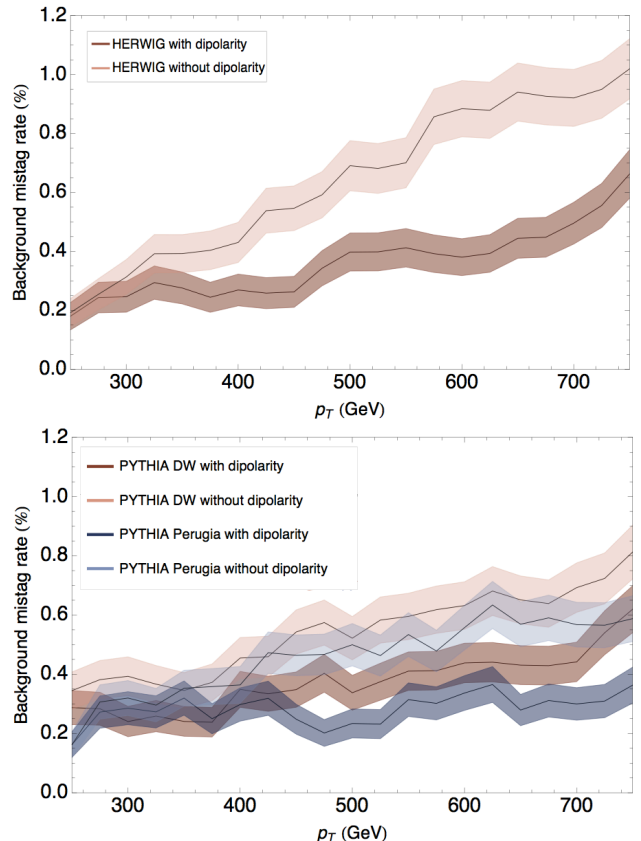 1.2
1.0
0.8
0.6
0.4
0.2
0.0
Background mistag rate (%)
HERWIG with dipolarity
HERWIG without dipolarity
300 400 500 600 700
pT (GeV)
1.2
1.0
0.8
0.6
0.4
0.2
0.0
Background mistag rate (%)
PYTHIA DW with dipolarity
PYTHIA DW without dipolarity
PYTHIA Perugia with dipolarity
PYTHIA Perugia without dipolarity
300 400 500 600 700
pT (GeV)